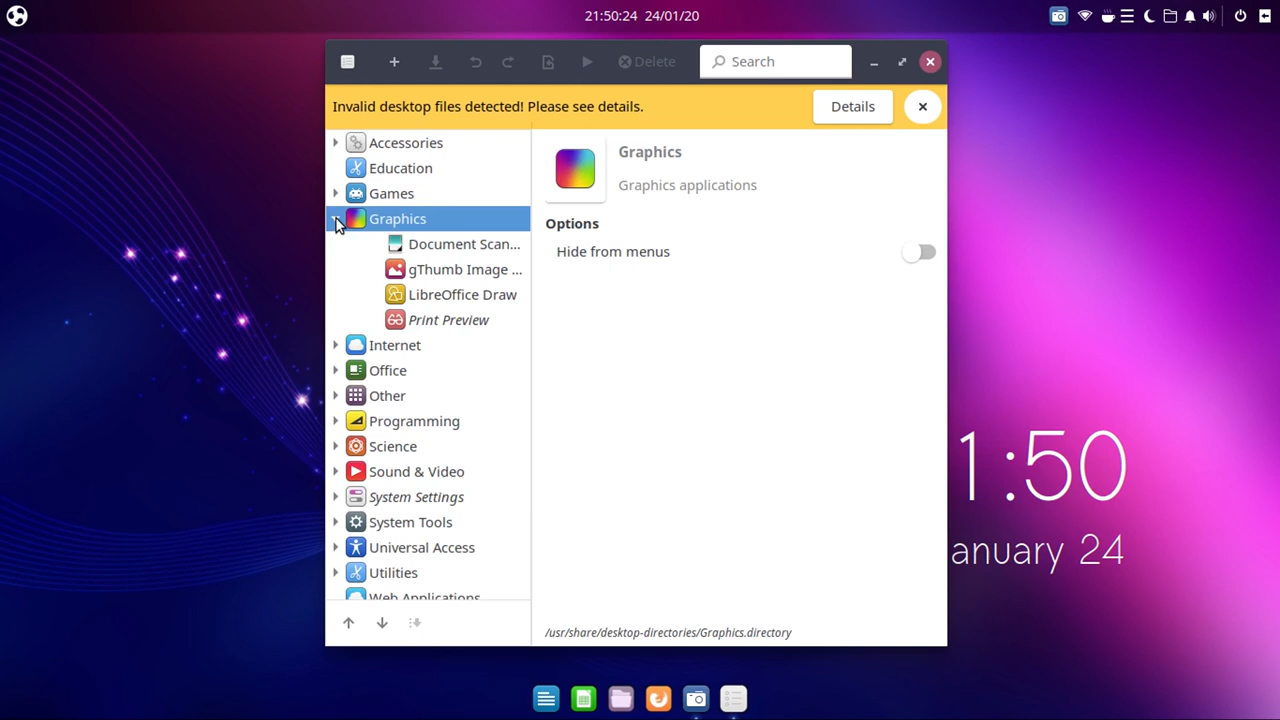 21:50:24 24/01/20
Delete
Search
Invalid desktop files detected! Please see details.
Details
Accessories
Education
Games
Graphics
Document Scan...
gThumb Image ...
LibreOffice Draw
Print Preview
Internet
Office
Other
Programming
Science
Sound & Video
System Settings
System Tools
Universal Access
Utilities
Web Applications
Graphics
Graphics applications
Options
Hide from menus
/usr/share/desktop-directories/Graphics.directory
1:50
anuary 24